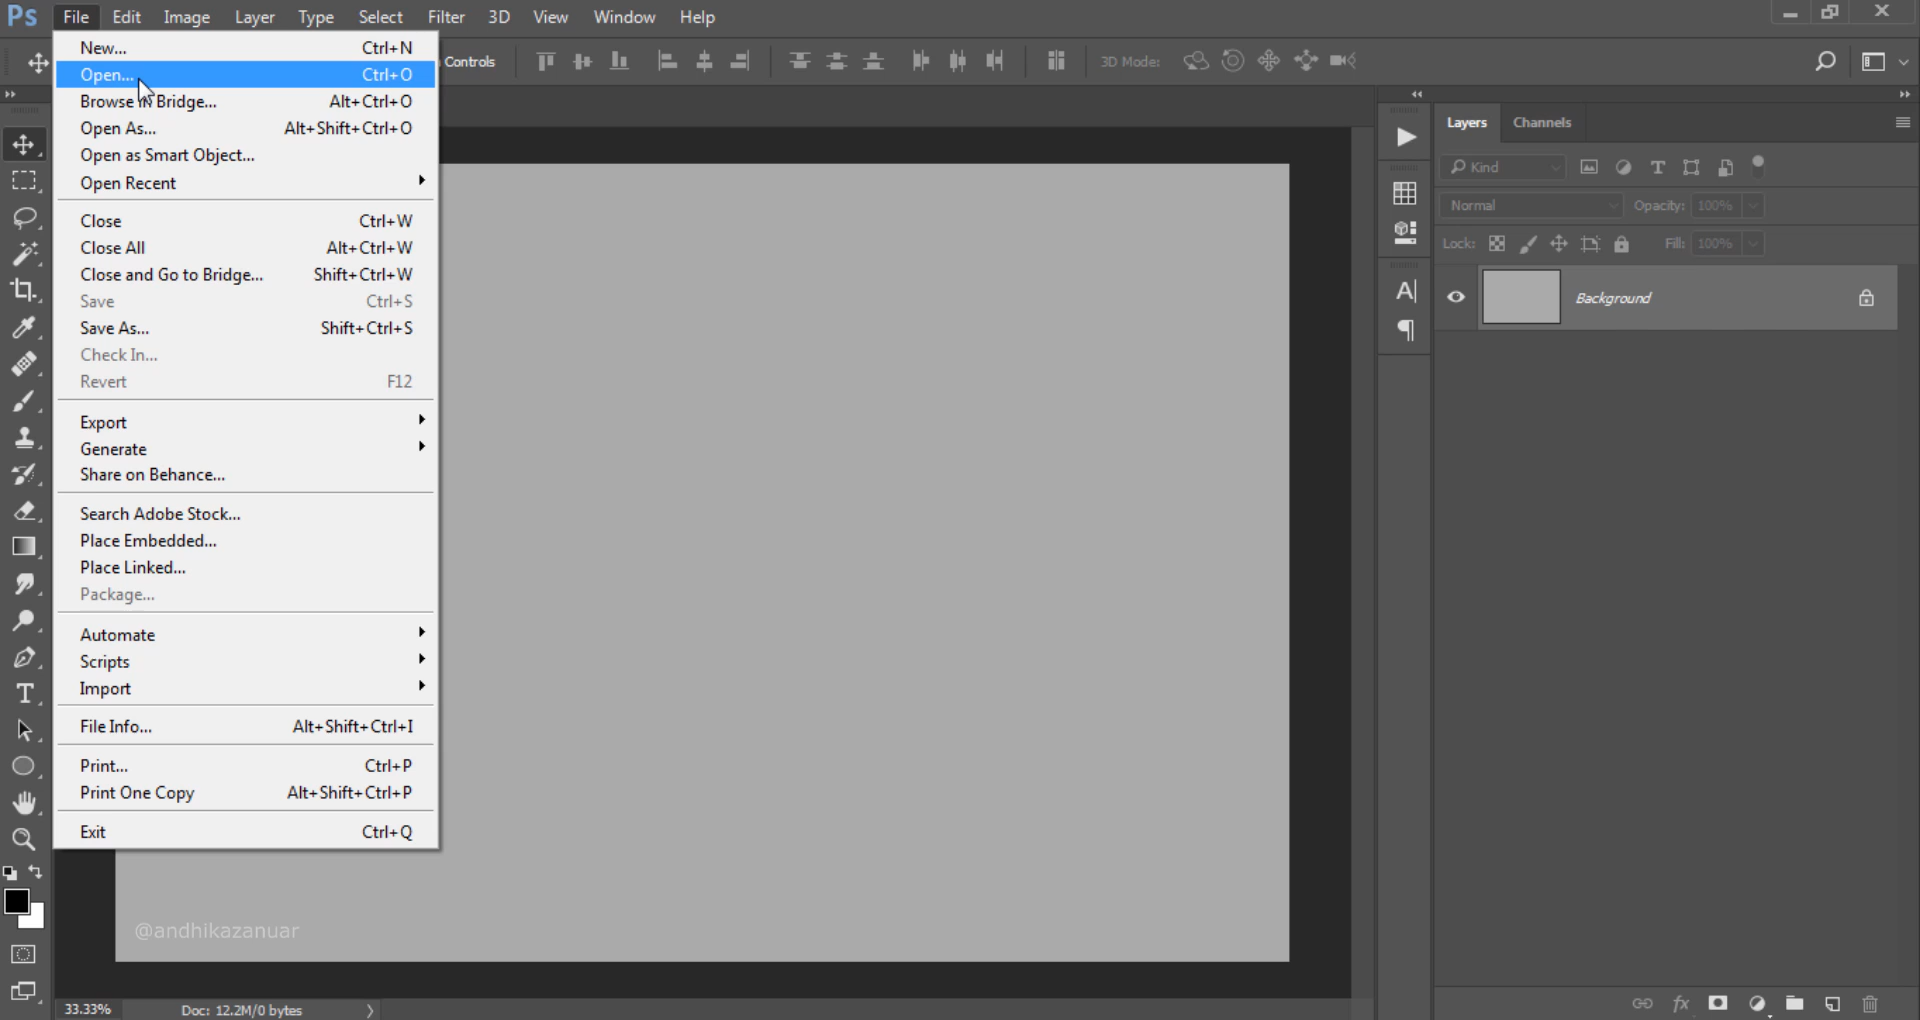 Ps File Edit Image Layer Type Select Filter 3D View Window Help
New... Ctrl+N
Open... Ctrl+O
Browse in Bridge... Alt+Ctrl+O
Open As... Alt+Shift+Ctrl+O
Open as Smart Object...
Open Recent
Close Ctrl+W
Close All Alt+Ctrl+W
Close and Go to Bridge... Shift+Ctrl+W
Save Ctrl+S
Save As... Shift+Ctrl+S
Check In...
Revert F12
Export
Generate
Share on Behance...
Search Adobe Stock...
Place Embedded...
Place Linked...
Package...
Automate
Scripts
Import
File Info... Alt+Shift+Ctrl+I
Print... Ctrl+P
Print One Copy Alt+Shift+Ctrl+P
Exit Ctrl+Q
Controls 3D Mode:
Layers Channels
Kind
Normal Opacity: 100%
Lock: Fill: 100%
Background
fx
@andhikazanuar
33.33% Doc: 12.2M/0 bytes